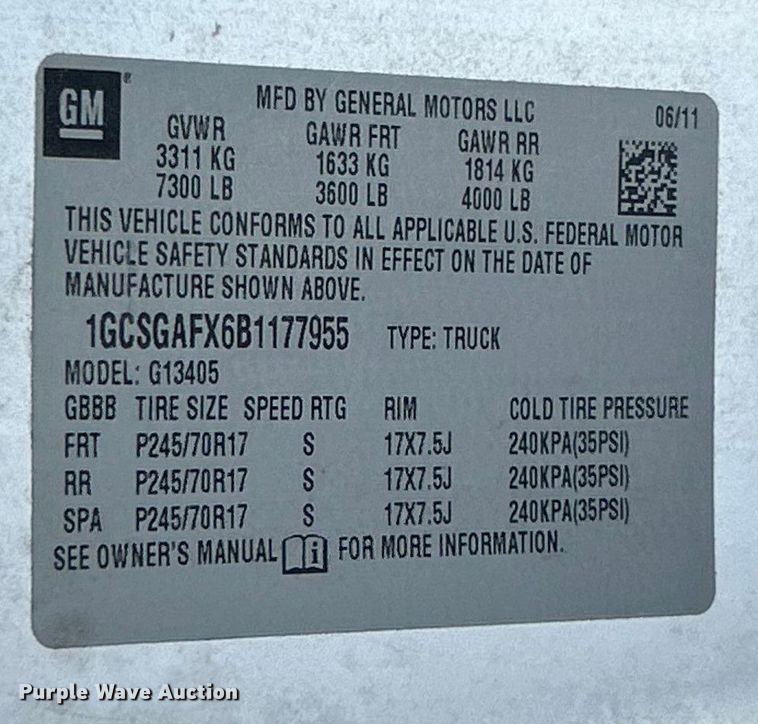 GM ®
MFD BY GENERAL MOTORS LLC 06/11
GVWR GAWR FRT GAWR RR
3311 KG 1633 KG 1814 KG
7300 LB 3600 LB 4000 LB
THIS VEHICLE CONFORMS TO ALL APPLICABLE U.S. FEDERAL MOTOR
VEHICLE SAFETY STANDARDS IN EFFECT ON THE DATE OF
MANUFACTURE SHOWN ABOVE.
1GCSGAFX6B1177955 TYPE: TRUCK
MODEL: G13405
GBBB TIRE SIZE SPEED RTG RIM COLD TIRE PRESSURE
FRT P245/70R17 S 17X7.5J 240KPA(35PSI)
RR P245/70R17 S 17X7.5J 240KPA(35PSI)
SPA P245/70R17 S 17X7.5J 240KPA(35PSI)
SEE OWNER'S MANUAL i FOR MORE INFORMATION.
Purple Wave Auction